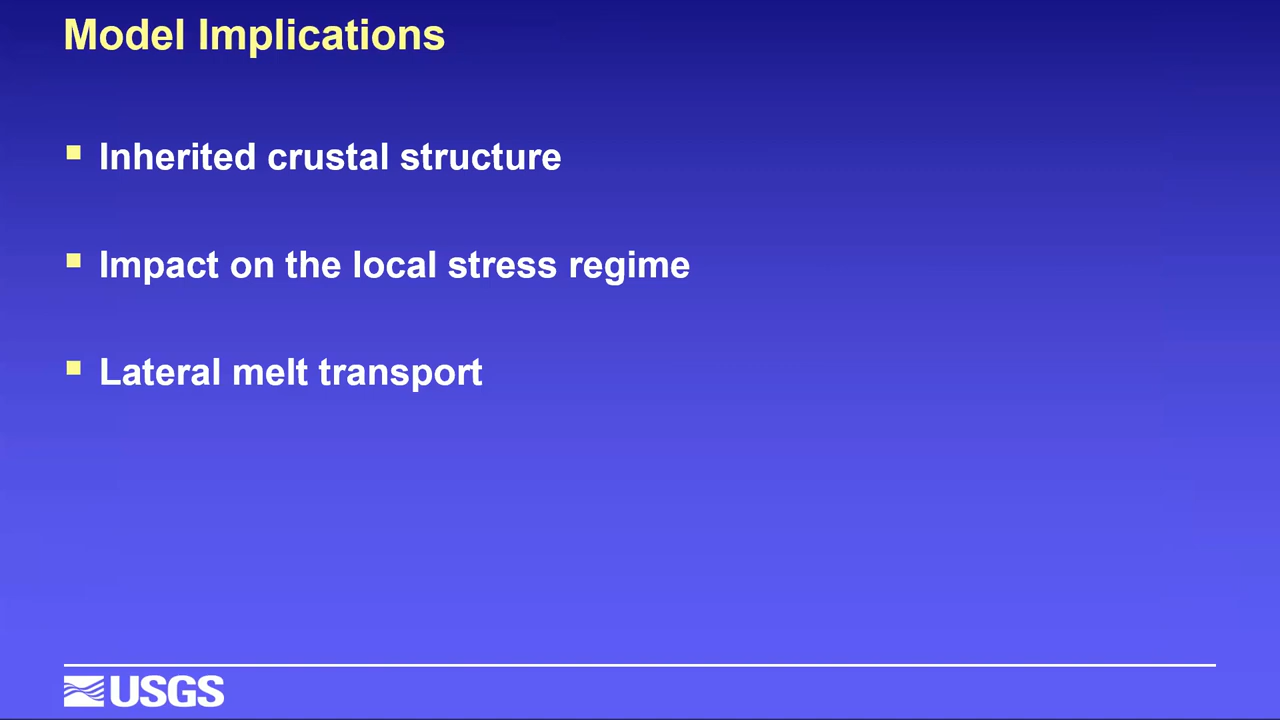 Model Implications
Inherited crustal structure
Impact on the local stress regime
Lateral melt transport
USGS